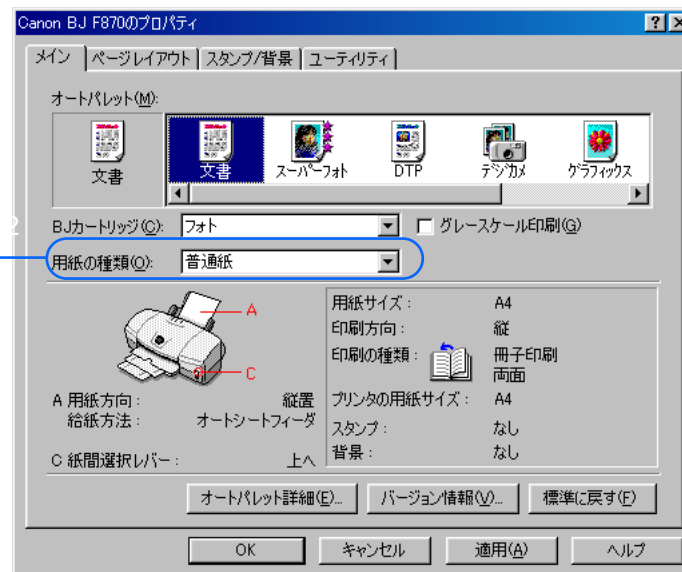 Canon BJ F870のプロパティ
メイン ページレイアウト スタンプ/背景 ユーティリティ
オートパレット(M):
文書 文書 スーパーフォト DTP デジカメ グラフィックス
2
BJカートリッジ(C): フォト グレースケール印刷(G)
用紙の種類(O): 普通紙
A
C
A 用紙方向: 縦置
給紙方法: オートシートフィーダ
C 紙間選択レバー: 上へ
用紙サイズ: A4
印刷方向: 縦
印刷の種類: 冊子印刷
両面
プリンタの用紙サイズ: A4
スタンプ: なし
背景: なし
オートパレット詳細(E)... バージョン情報(V)... 標準に戻す(F)
OK キャンセル 適用(A) ヘルプ